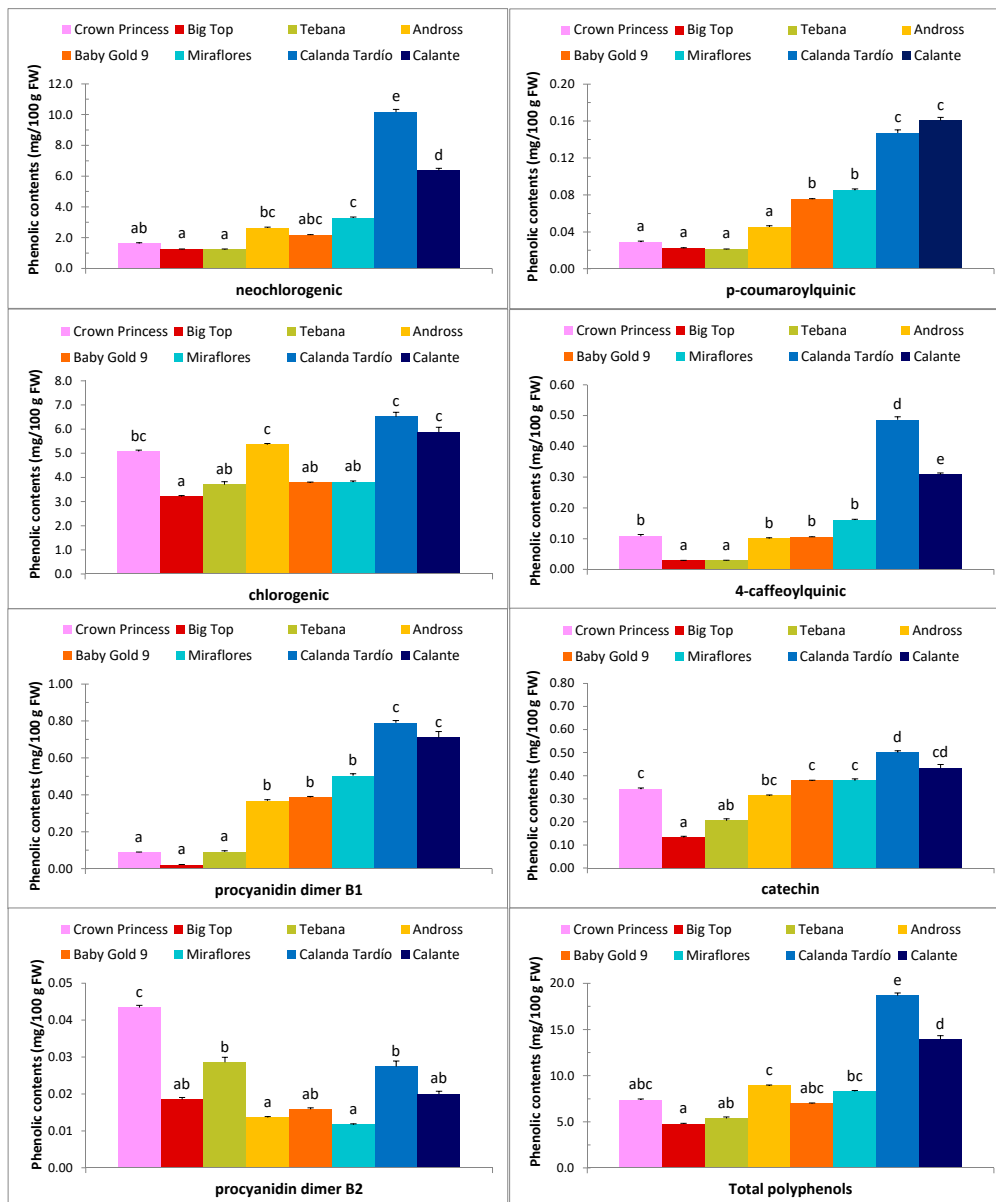 Crown Princess Big Top Tebana Andross
Baby Gold 9 Miraflores Calanda Tardío Calante
Phenolic contents (mg/100 g FW)
12.0
10.0
8.0
6.0
4.0
2.0
0.0
ab a a bc abc c e d
neochlorogenic
Crown Princess Big Top Tebana Andross
Baby Gold 9 Miraflores Calanda Tardío Calante
Phenolic contents (mg/100 g FW)
0.20
0.16
0.12
0.08
0.04
0.00
a a a a b b c c
p-coumaroylquinic
Crown Princess Big Top Tebana Andross
Baby Gold 9 Miraflores Calanda Tardío Calante
Phenolic contents (mg/100 g FW)
8.0
7.0
6.0
5.0
4.0
3.0
2.0
1.0
0.0
bc a ab c ab ab c c
chlorogenic
Crown Princess Big Top Tebana Andross
Baby Gold 9 Miraflores Calanda Tardío Calante
Phenolic contents (mg/100 g FW)
0.60
0.50
0.40
0.30
0.20
0.10
0.00
b a a b b b d e
4-caffeoylquinic
Crown Princess Big Top Tebana Andross
Baby Gold 9 Miraflores Calanda Tardío Calante
Phenolic contents (mg/100 g FW)
1.00
0.80
0.60
0.40
0.20
0.00
a a a b b b c c
procyanidin dimer B1
Crown Princess Big Top Tebana Andross
Baby Gold 9 Miraflores Calanda Tardío Calante
Phenolic contents (mg/100 g FW)
0.80
0.70
0.60
0.50
0.40
0.30
0.20
0.10
0.00
c a ab bc c c d cd
catechin
Crown Princess Big Top Tebana Andross
Baby Gold 9 Miraflores Calanda Tardío Calante
Phenolic contents (mg/100 g FW)
0.05
0.04
0.03
0.02
0.01
0.00
c ab b a ab a b ab
procyanidin dimer B2
Crown Princess Big Top Tebana Andross
Baby Gold 9 Miraflores Calanda Tardío Calante
Phenolic contents (mg/100 g FW)
20.0
15.0
10.0
5.0
0.0
abc a ab c abc bc e d
Total polyphenols